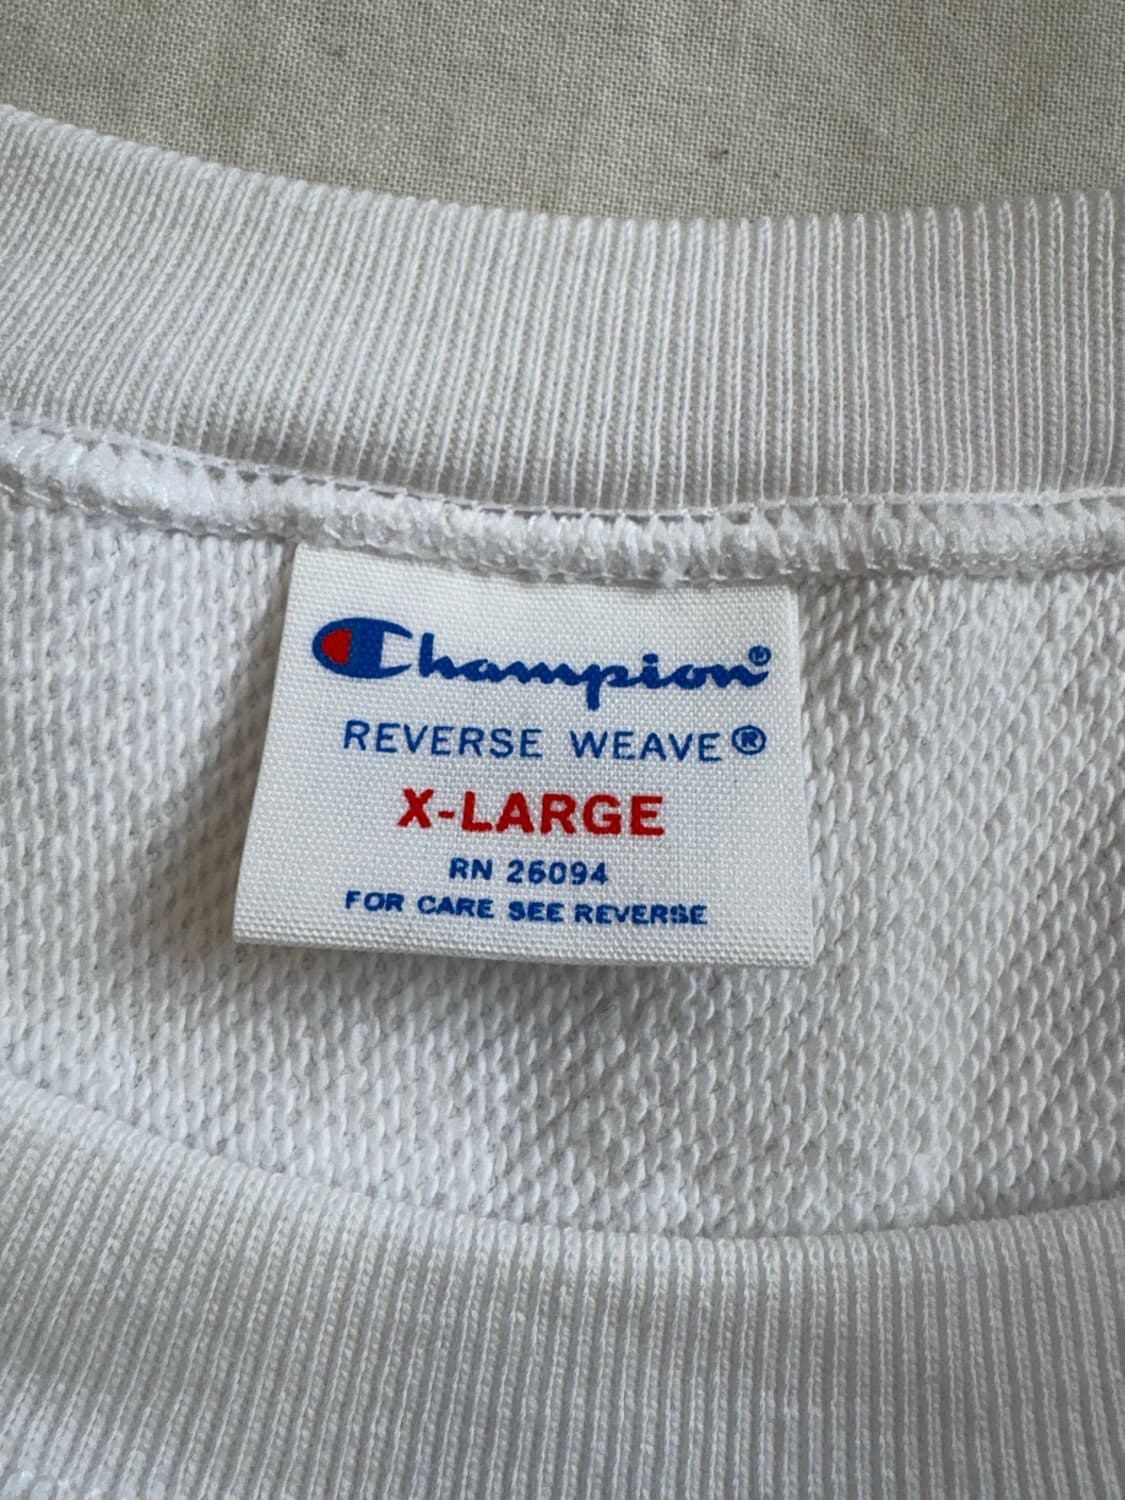 Champion®
REVERSE WEAVE®
X-LARGE
RN 26094
FOR CARE SEE REVERSE